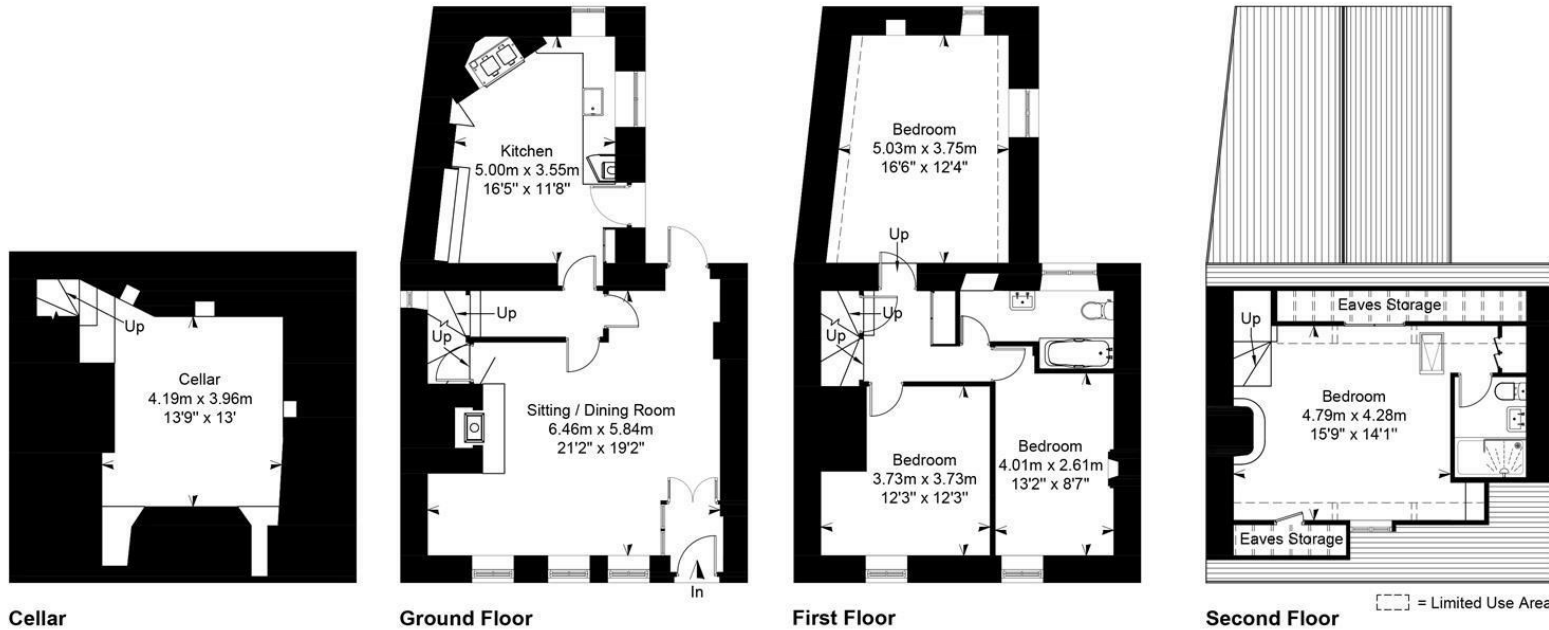 Up
Cellar
4.19m x 3.96m
13'9" x 13'
Cellar
Kitchen
5.00m x 3.55m
16'5" x 11'8"
Up
Up
Sitting / Dining Room
6.46m x 5.84m
21'2" x 19'2"
In
Ground Floor
Bedroom
5.03m x 3.75m
16'6" x 12'4"
Up
Up
Up
Bedroom
3.73m x 3.73m
12'3" x 12'3"
Bedroom
4.01m x 2.61m
13'2" x 8'7"
First Floor
Eaves Storage
Up
Bedroom
4.79m x 4.28m
15'9" x 14'1"
Eaves Storage
Second Floor
= Limited Use Area